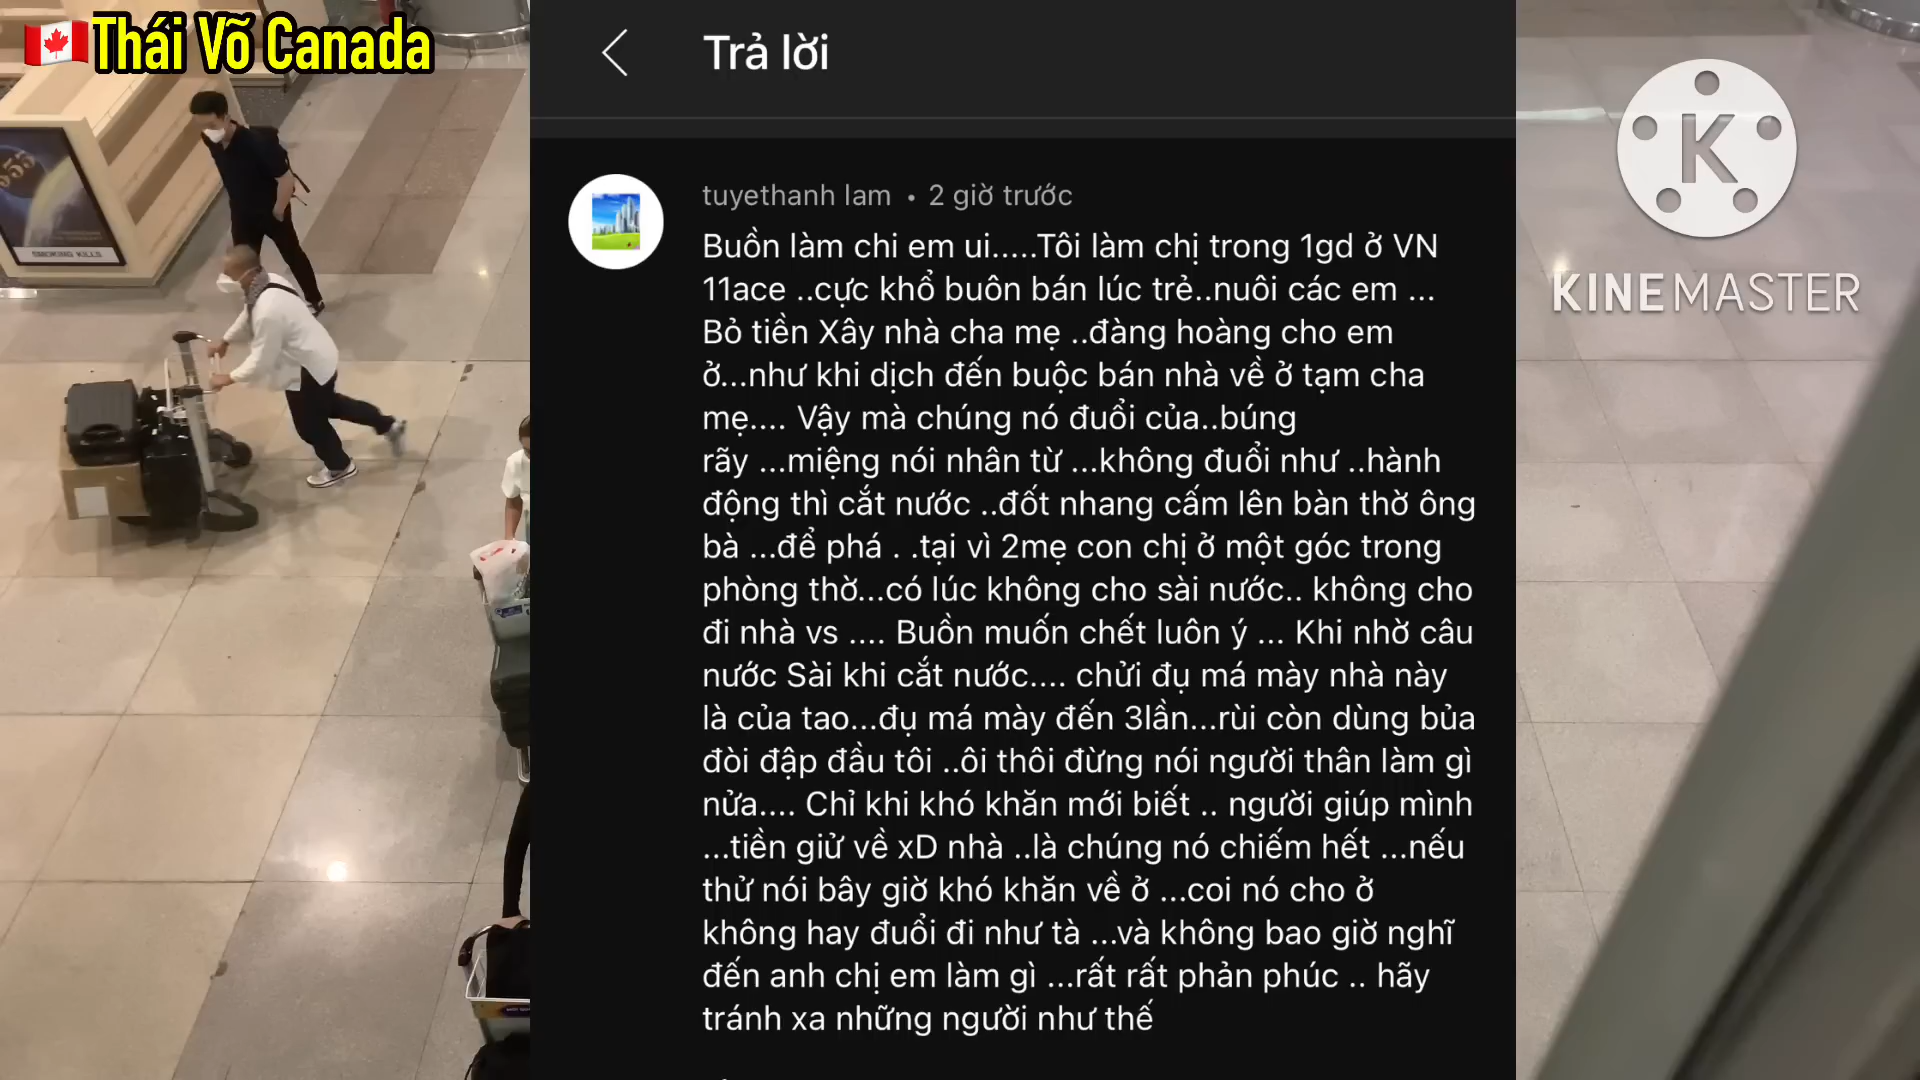 Thái Võ Canada
Trả lời
tuyethanh lam • 2 giờ trước
Buồn làm chi em ui.....Tôi làm chị trong 1gd ở VN
11ace ..cực khổ buôn bán lúc trẻ..nuôi các em ...
Bỏ tiền Xây nhà cha mẹ ..đàng hoàng cho em
ở...như khi dịch đến buộc bán nhà về ở tạm cha
mẹ.... Vậy mà chúng nó đuổi của..búng
rãy ...miệng nói nhân từ ...không đuổi như ..hành
động thì cắt nước ..đốt nhang cấm lên bàn thờ ông
bà ...để phá . .tại vì 2mẹ con chị ở một góc trong
phòng thờ...có lúc không cho sài nước.. không cho
đi nhà vs .... Buồn muốn chết luôn ý ... Khi nhờ câu
nước Sài khi cắt nước.... chửi đụ má mày nhà này
là của tao...đụ má mày đến 3lần...rùi còn dùng bủa
đòi đập đầu tôi ..ôi thôi đừng nói người thân làm gì
nửa.... Chỉ khi khó khăn mới biết .. người giúp mình
...tiền giử về xD nhà ..là chúng nó chiếm hết ...nếu
thử nói bây giờ khó khăn về ở ...coi nó cho ở
không hay đuổi đi như tà ...và không bao giờ nghĩ
đến anh chị em làm gì ...rất rất phản phúc .. hãy
tránh xa những người như thế
K
KINEMASTER
555
SMOKING KILLS